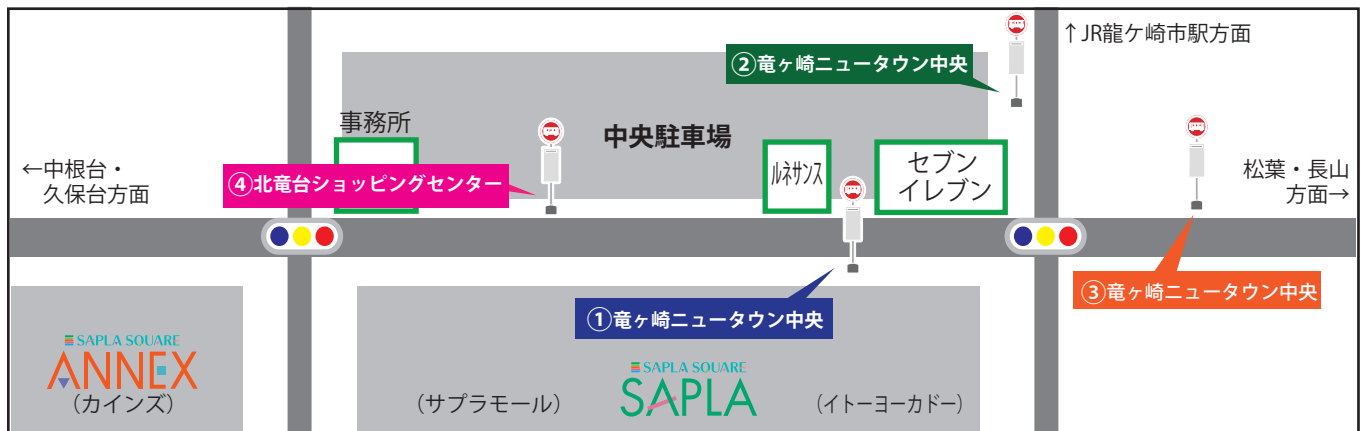 ↑JR龍ケ崎市駅方面
②竜ヶ崎ニュータウン中央
事務所
中央駐車場
←中根台・
久保台方面
④北竜台ショッピングセンター
ルネサンス
セブン
イレブン
松葉・長山
方面→
③竜ヶ崎ニュータウン中央
①竜ヶ崎ニュータウン中央
SAPLA SOUARE
ANNEX
(カインズ)
(サプラモール)
SAPLA SOUARE
SAPLA
(イトーヨーカドー)